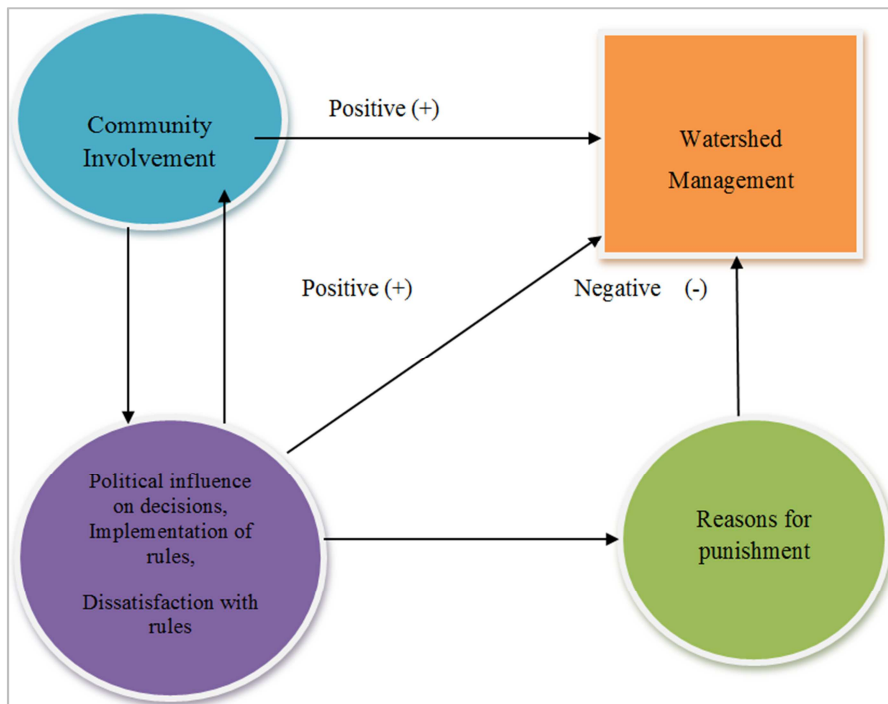 Community
Involvement
Positive (+)
Watershed
Management
Positive (+)
Negative (-)
Political influence
on decisions,
Implementation of
rules,
Dissatisfaction with
rules
Reasons for
punishment